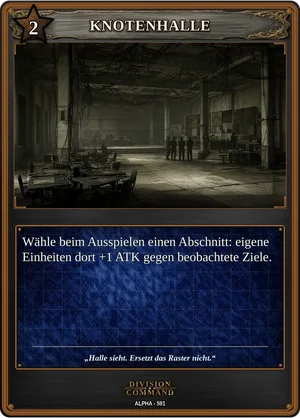 2
KNOTENHALLE
Wähle beim Ausspielen einen Abschnitt: eigene
Einheiten dort +1 ATK gegen beobachtete Ziele.
„Halle sieht. Ersetzt das Raster nicht.“
DIVISION
COMMAND
ALPHA - 591